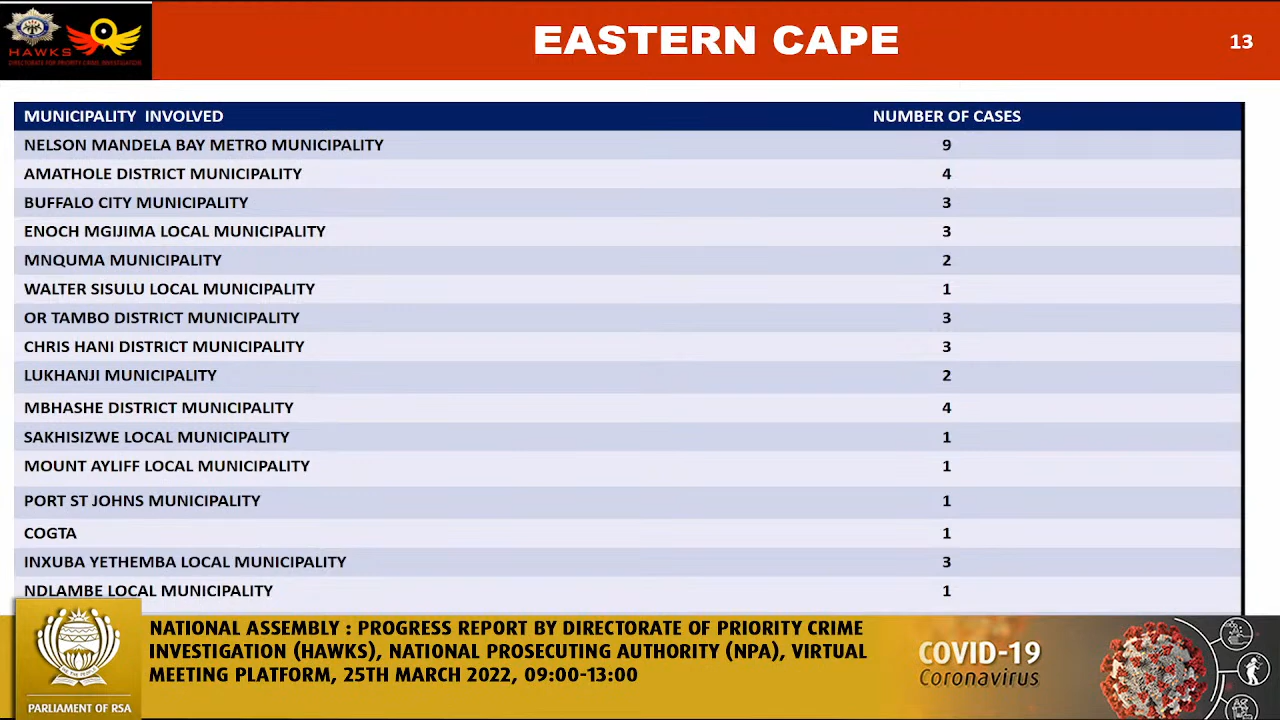 HAWKS
DIRECTORATE FOR PRIORITY CRIME INVESTIGATION
EASTERN CAPE
13
MUNICIPALITY INVOLVED NUMBER OF CASES
NELSON MANDELA BAY METRO MUNICIPALITY 9
AMATHOLE DISTRICT MUNICIPALITY 4
BUFFALO CITY MUNICIPALITY 3
ENOCH MGIJIMA LOCAL MUNICIPALITY 3
MNQUMA MUNICIPALITY 2
WALTER SISULU LOCAL MUNICIPALITY 1
OR TAMBO DISTRICT MUNICIPALITY 3
CHRIS HANI DISTRICT MUNICIPALITY 3
LUKHANJI MUNICIPALITY 2
MBHASHE DISTRICT MUNICIPALITY 4
SAKHISIZWE LOCAL MUNICIPALITY 1
MOUNT AYLIFF LOCAL MUNICIPALITY 1
PORT ST JOHNS MUNICIPALITY 1
COGTA 1
INXUBA YETHEMBA LOCAL MUNICIPALITY 3
NDLAMBE LOCAL MUNICIPALITY 1
NATIONAL ASSEMBLY : PROGRESS REPORT BY DIRECTORATE OF PRIORITY CRIME
INVESTIGATION (HAWKS), NATIONAL PROSECUTING AUTHORITY (NPA), VIRTUAL
MEETING PLATFORM, 25TH MARCH 2022, 09:00-13:00
PARLIAMENT OF RSA
COVID-19
Coronavirus